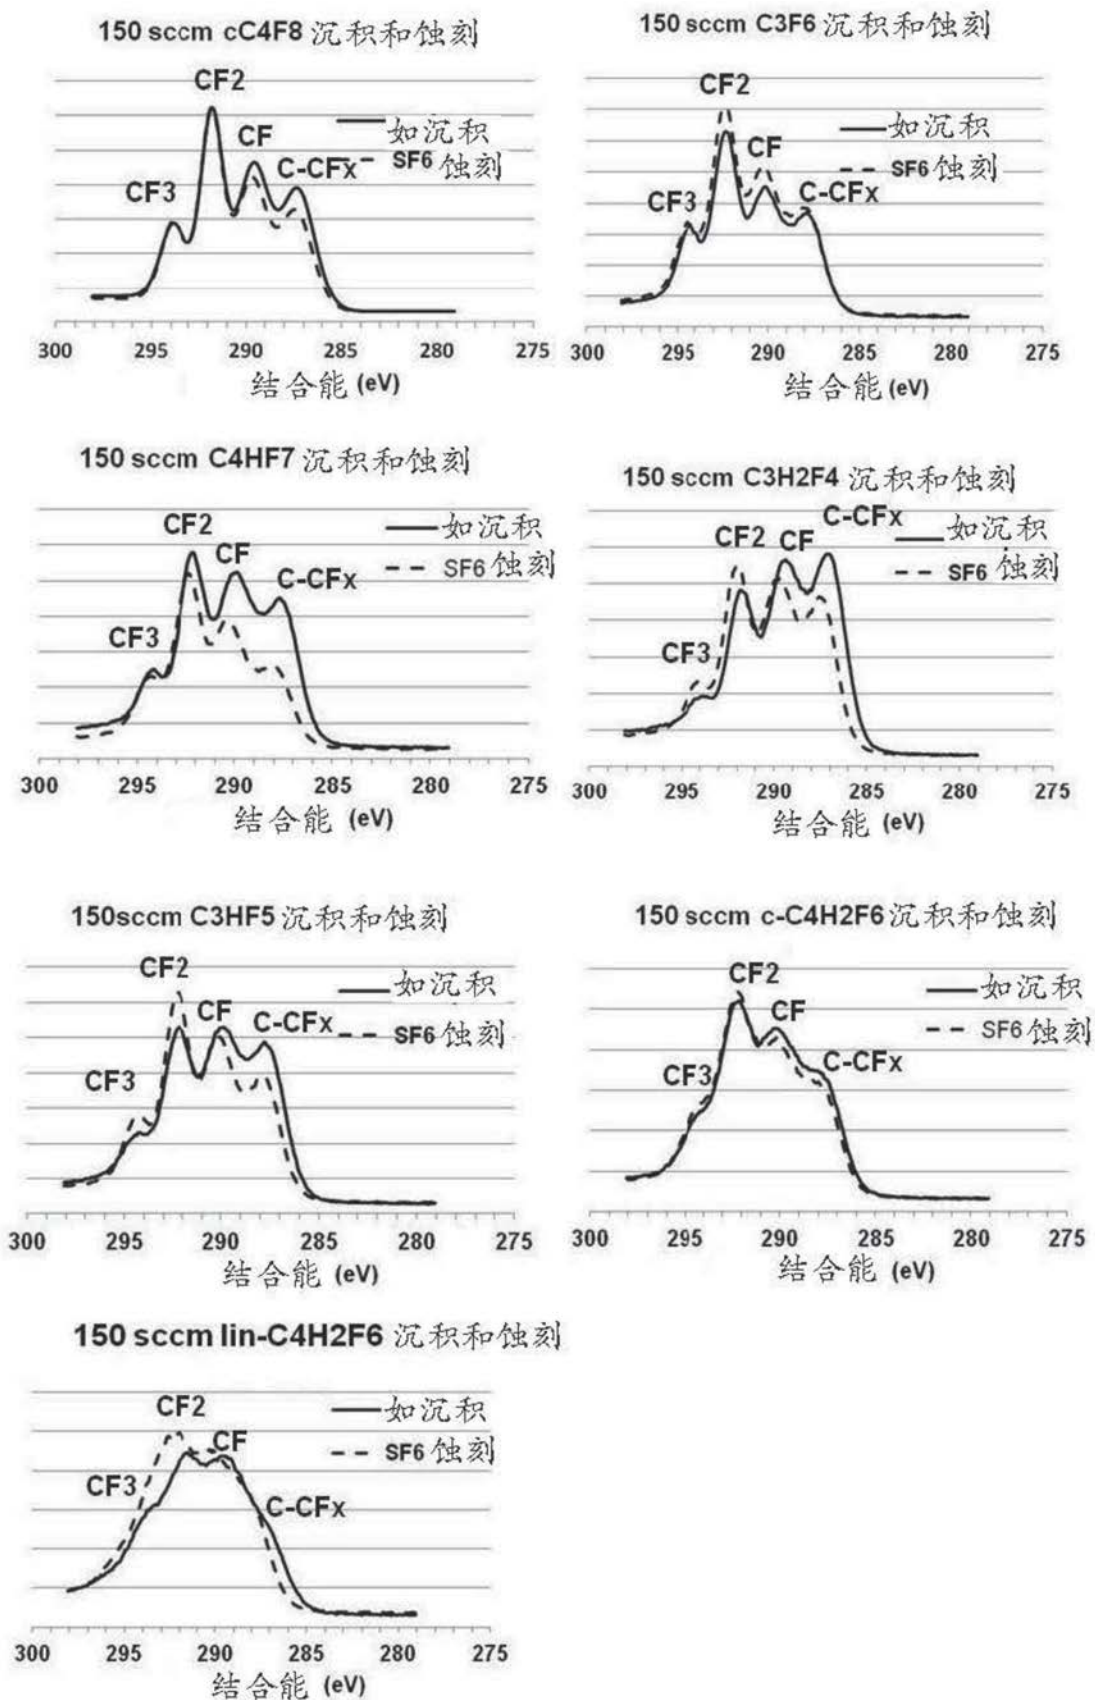 150 sccm cC4F8 沉积和蚀刻
CF2
CF
C-CFx
CF3
如沉积
SF6 蚀刻
300 295 290 285 280 275
结合能 (eV)
150 sccm C3F6 沉积和蚀刻
CF2
CF
C-CFx
CF3
如沉积
SF6 蚀刻
300 295 290 285 280 275
结合能 (eV)
150 sccm C4HF7 沉积和蚀刻
CF2
CF
C-CFx
CF3
如沉积
SF6 蚀刻
300 295 290 285 280 275
结合能 (eV)
150 sccm C3H2F4 沉积和蚀刻
C-CFx
CF2
CF
CF3
如沉积
SF6 蚀刻
300 295 290 285 280 275
结合能 (eV)
150sccm C3HF5 沉积和蚀刻
CF2
CF
C-CFx
CF3
如沉积
SF6 蚀刻
300 295 290 285 280 275
结合能 (eV)
150 sccm c-C4H2F6 沉积和蚀刻
CF2
CF
C-CFx
CF3
如沉积
SF6 蚀刻
300 295 290 285 280 275
结合能 (eV)
150 sccm lin-C4H2F6 沉积和蚀刻
CF2
CF
CF3
C-CFx
如沉积
SF6 蚀刻
300 295 290 285 280 275
结合能 (eV)